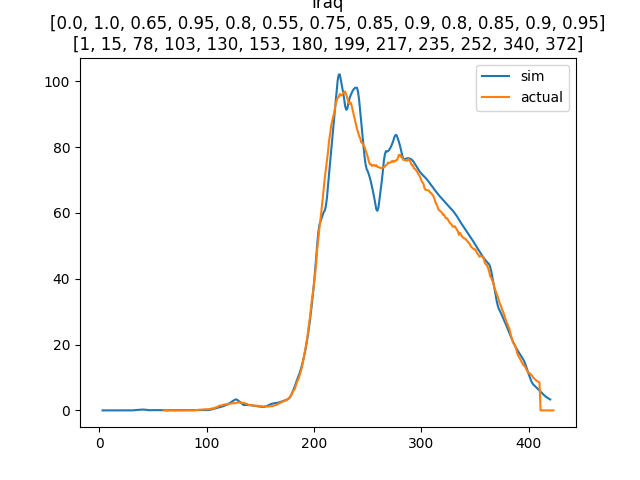 Iraq
[0.0, 1.0, 0.65, 0.95, 0.8, 0.55, 0.75, 0.85, 0.9, 0.8, 0.85, 0.9, 0.95]
[1, 15, 78, 103, 130, 153, 180, 199, 217, 235, 252, 340, 372]
sim
actual
100
80
60
40
20
0
0 100 200 300 400